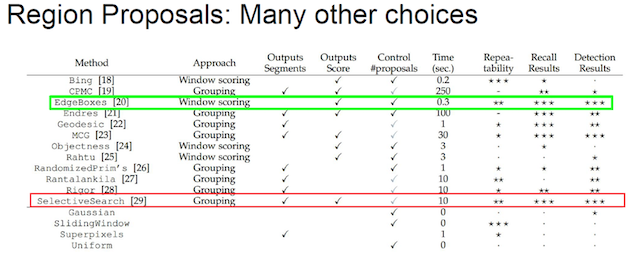 Region Proposals: Many other choices
Method Approach Outputs Segments Outputs Score Control #proposals Time (sec.) Repea-tability Recall Results Detection Results
Bing [18] Window scoring ✓ ✓ 0.2 ⋆⋆⋆ ⋆ ·
CPMC [19] Grouping ✓ ✓ ✓ 250 - ⋆⋆ ⋆
EdgeBoxes [20] Window scoring ✓ ✓ 0.3 ⋆⋆ ⋆⋆⋆ ⋆⋆⋆
Endres [21] Grouping ✓ ✓ ✓ 100 - ⋆⋆⋆ ⋆⋆
Geodesic [22] Grouping ✓ ✓ 1 ⋆ ⋆⋆⋆ ⋆⋆
MCG [23] Grouping ✓ ✓ ✓ 30 ⋆ ⋆⋆⋆ ⋆⋆⋆
Objectness [24] Window scoring ✓ ✓ 3 · ⋆ ·
Rahtu [25] Window scoring ✓ ✓ 3 · · ⋆
RandomizedPrim's [26] Grouping ✓ ✓ 1 ⋆ ⋆ ⋆⋆
Rantalankila [27] Grouping ✓ ✓ 10 ⋆⋆ · ⋆⋆
Rigor [28] Grouping ✓ ✓ 10 ⋆ ⋆⋆ ⋆⋆
SelectiveSearch [29] Grouping ✓ ✓ ✓ 10 ⋆⋆ ⋆⋆⋆ ⋆⋆⋆
Gaussian ✓ 0 · · ⋆
SlidingWindow ✓ 0 ⋆⋆⋆ · ·
Superpixels ✓ 1 ⋆ · ·
Uniform ✓ 0 · · ·